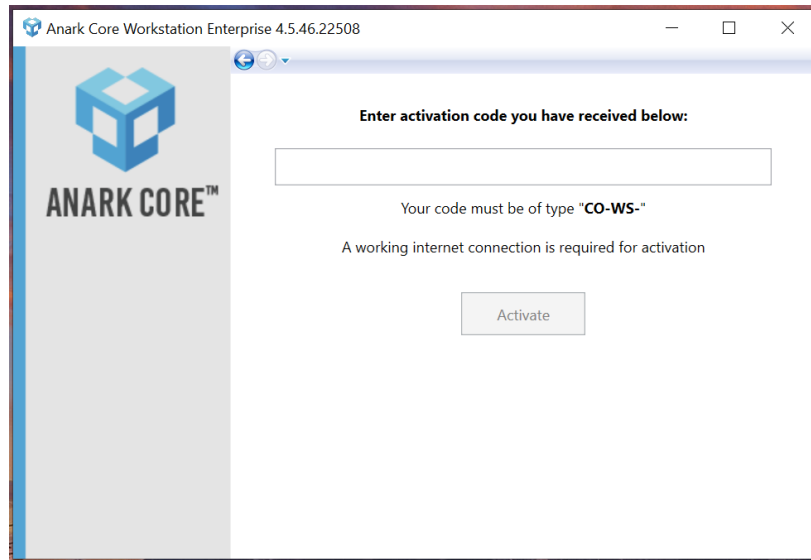 Anark Core Workstation Enterprise 4.5.46.22508
ANARK CORE™
Enter activation code you have received below:
Your code must be of type "CO-WS-"
A working internet connection is required for activation
Activate